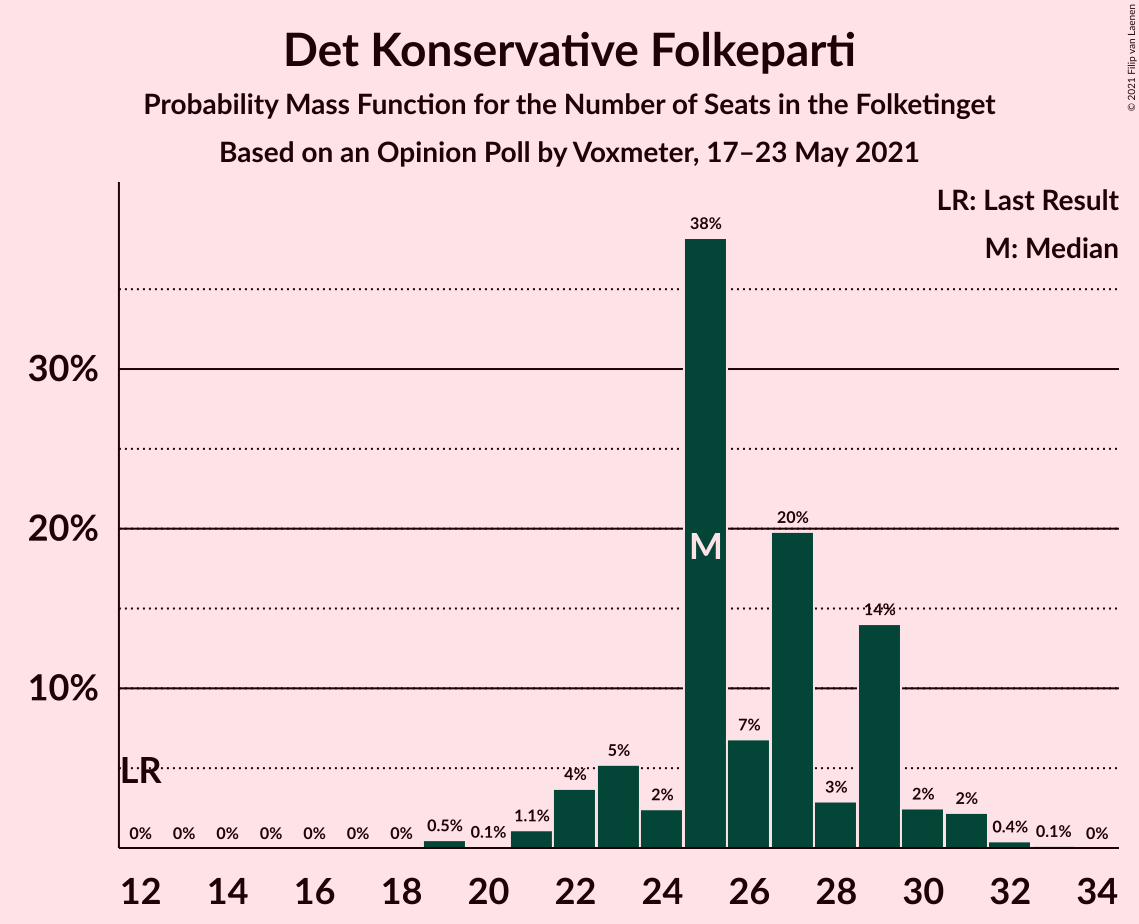 Det Konservative Folkeparti
Probability Mass Function for the Number of Seats in the Folketinget
Based on an Opinion Poll by Voxmeter, 17–23 May 2021
© 2021 Filip van Laenen
LR: Last Result
M: Median
38%
30%
20%
M
20%
14%
10%
7%
5%
LR
4%
2%
3%
2%
2%
0%
0%
0%
0%
0%
0%
0%
0.5%
0.1%
1.1%
0.4%
0.1%
0%
12 14 16 18 20 22 24 26 28 30 32 34